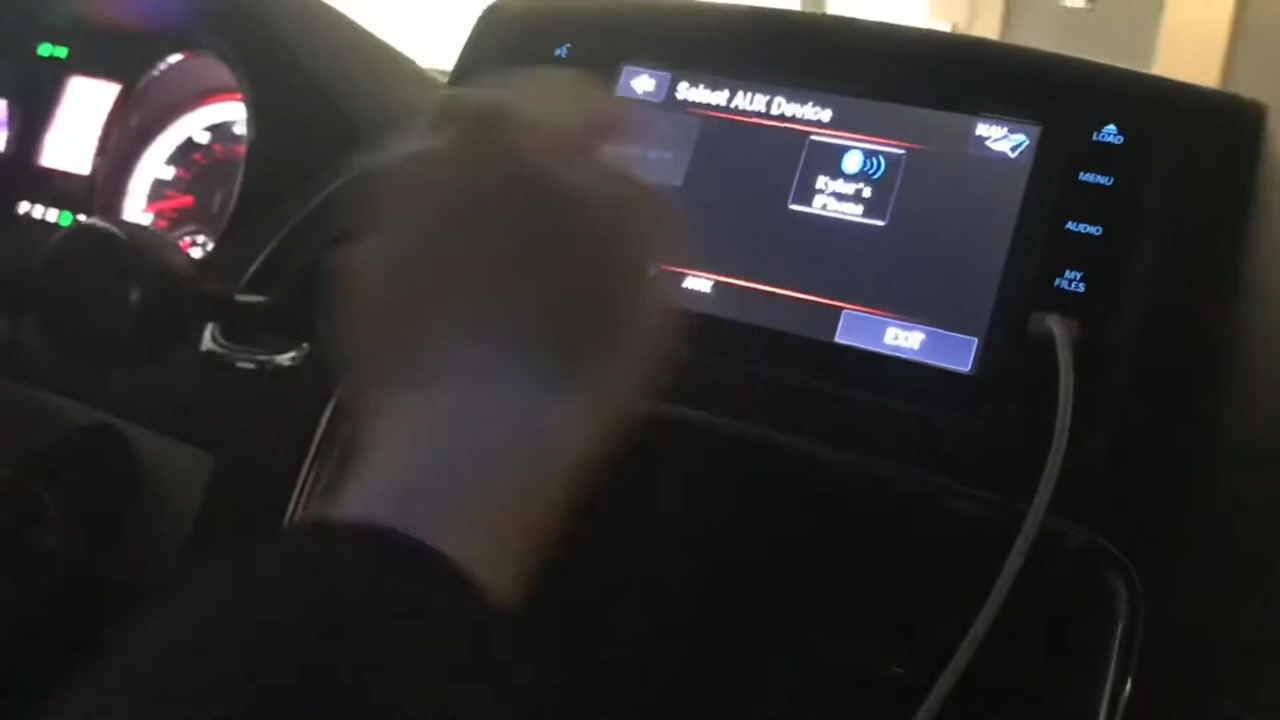 Select AUX Device
NAV
LOAD
MENU
Kyler's
iPhone
AUDIO
MY
FILES
AUX
EXIT